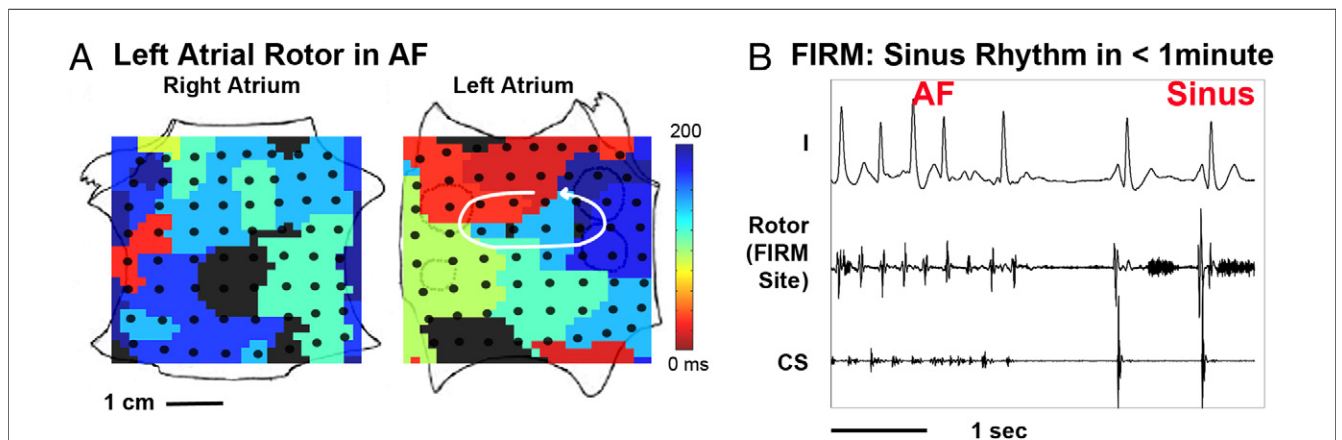 A Left Atrial Rotor in AF
Right Atrium
Left Atrium
200
0 ms
1 cm
B FIRM: Sinus Rhythm in < 1minute
AF
Sinus
I
Rotor
(FIRM
Site)
CS
1 sec